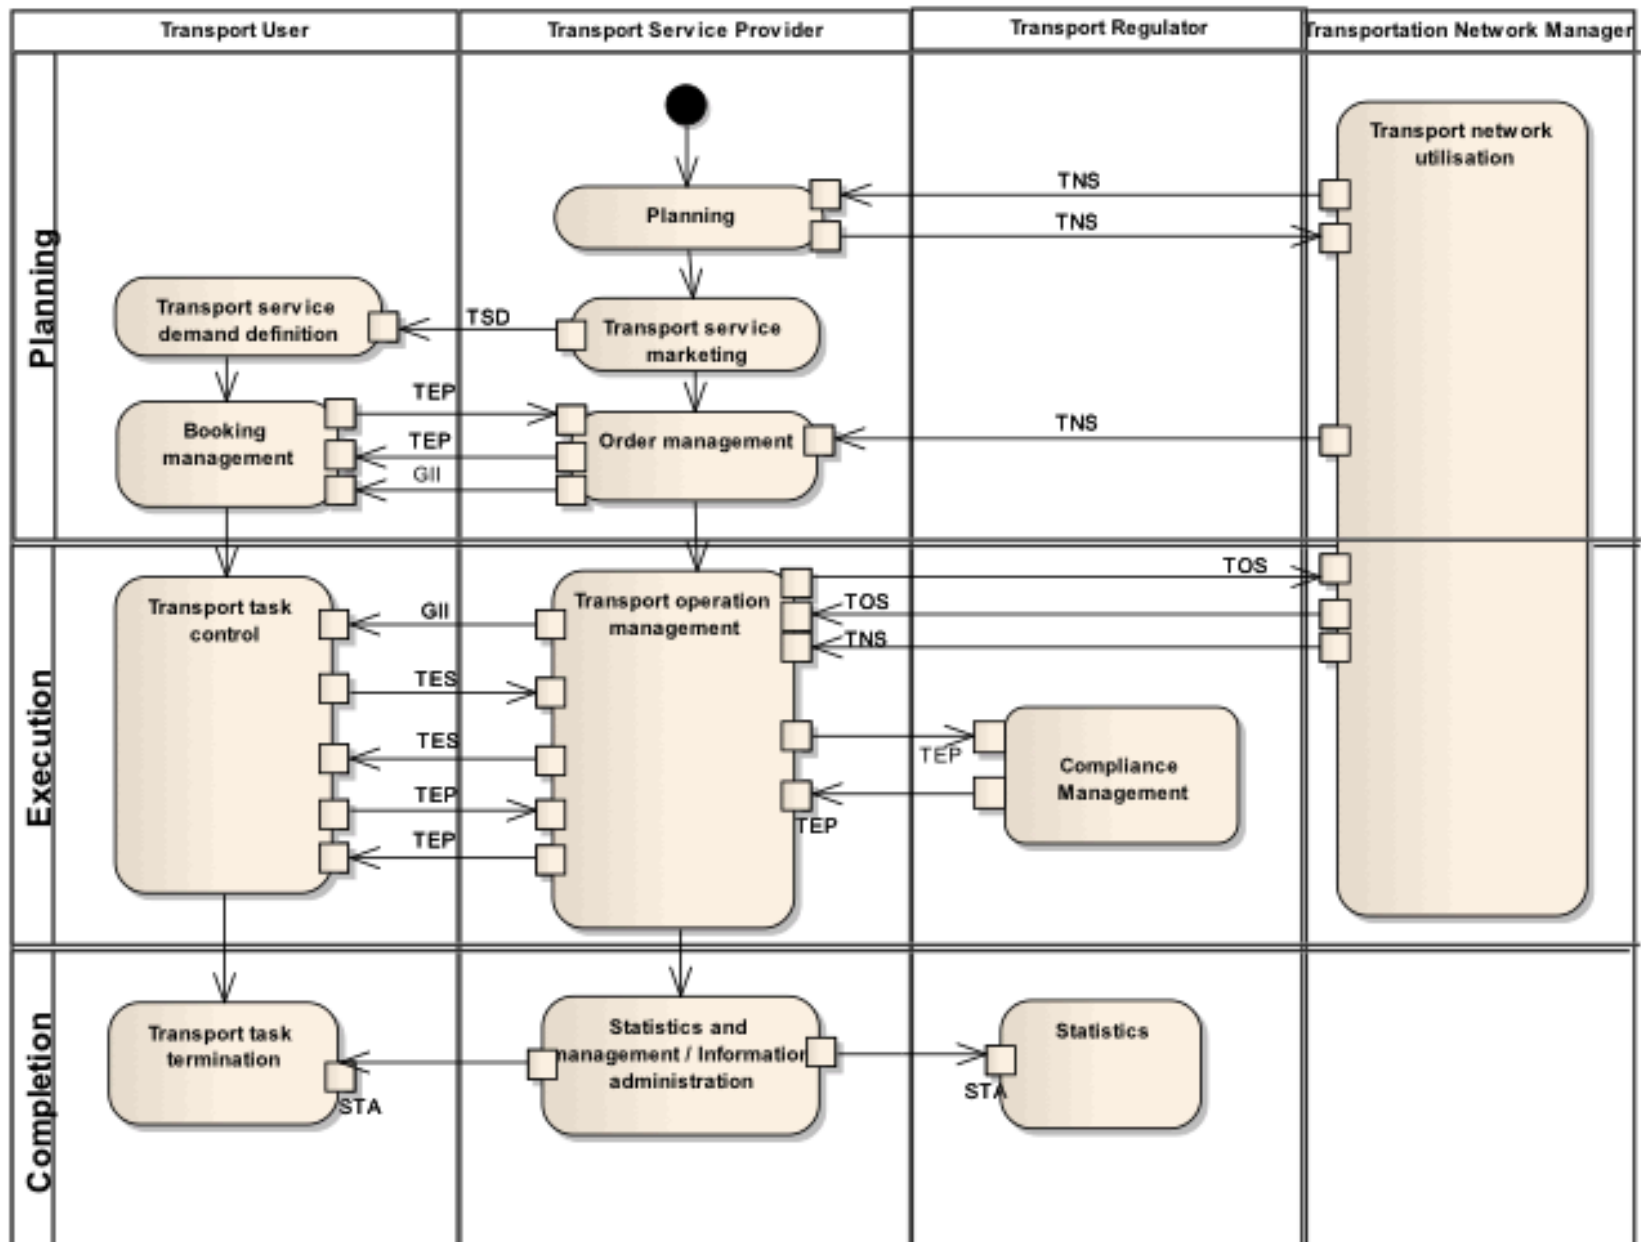 Transport User
Transport Service Provider
Transport Regulator
Transportation Network Manager
Planning
Transport network
utilisation
TNS
Planning
TNS
Transport service
demand definition
TSD
Transport service
marketing
TEP
Booking
management
TEP
GII
Order management
TNS
Execution
Transport task
control
GII
Transport operation
management
TOS
TOS
TNS
TES
TES
TEP
Compliance
Management
TEP
TEP
TEP
Completion
Transport task
termination
STA
Statistics and
management / Information
administration
Statistics
STA